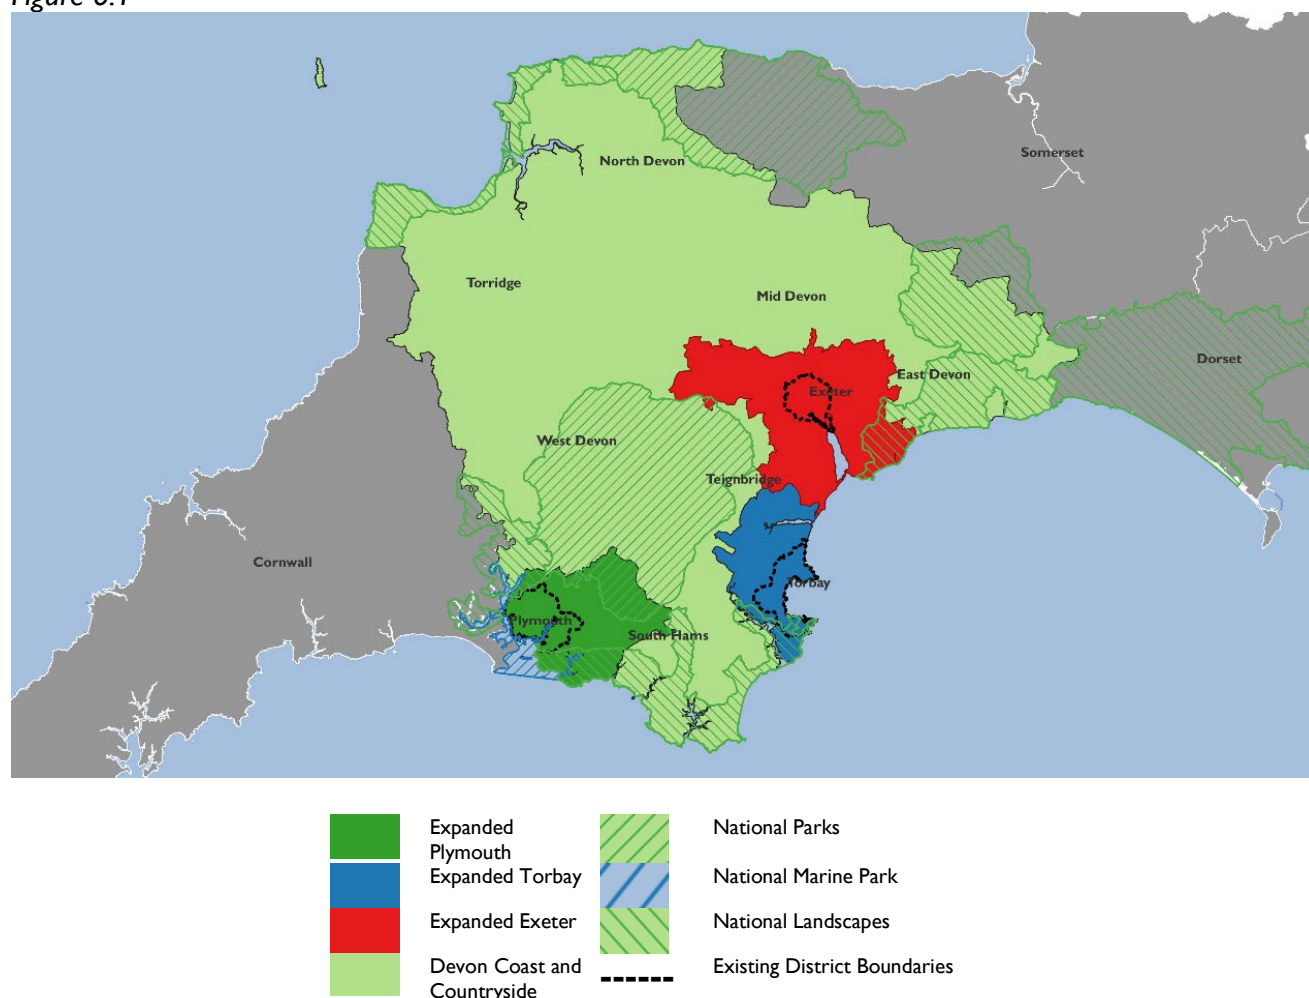 Figure 6.1
North Devon
Somerset
Torridge
Mid Devon
Dorset
East Devon
Exeter
West Devon
Teignbridge
Cornwall
Torbay
Plymouth
South Hams
Expanded
Plymouth
National Parks
Expanded Torbay
National Marine Park
Expanded Exeter
National Landscapes
Devon Coast and
Countryside
Existing District Boundaries